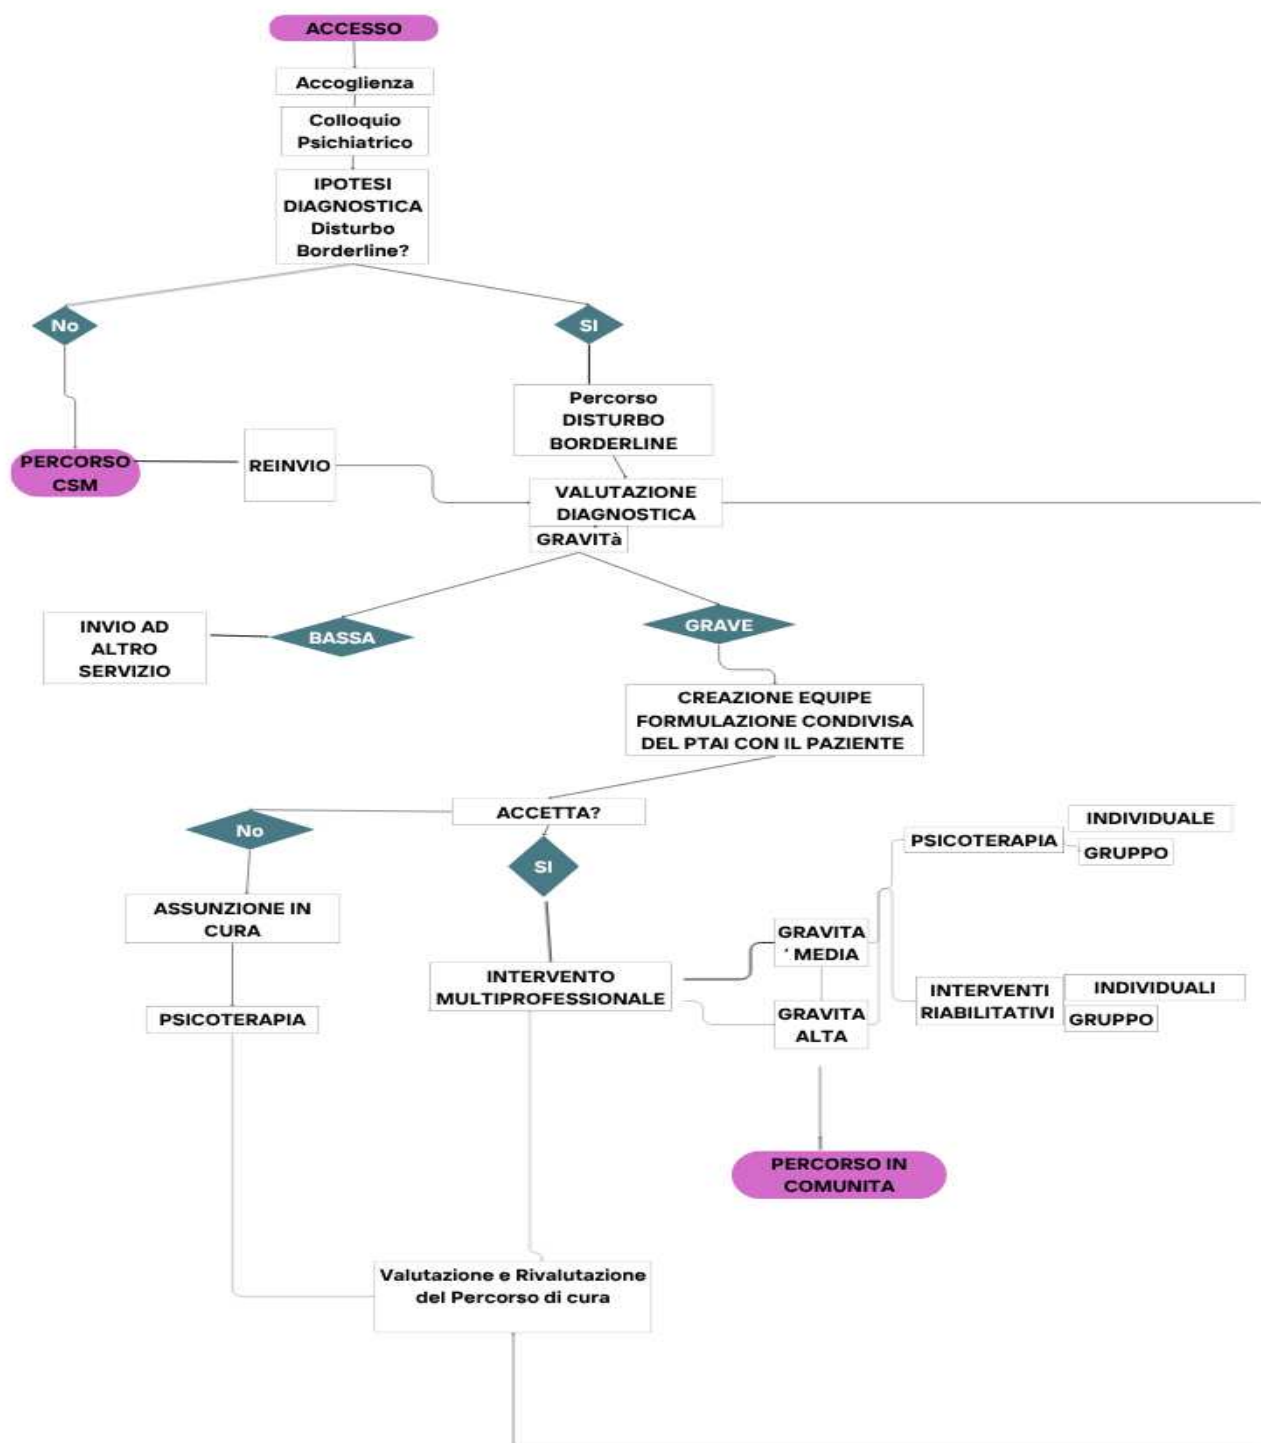 ACCESSO
Accoglienza
Colloquio
Psichiatrico
IPOTESI
DIAGNOSTICA
Disturbo
Borderline?
No
SI
Percorso
DISTURBO
BORDERLINE
PERCORSO
CSM
REINVIO
VALUTAZIONE
DIAGNOSTICA
GRAVITà
INVIO AD
ALTRO
SERVIZIO
BASSA
GRAVE
CREAZIONE EQUIPE
FORMULAZIONE CONDIVISA
DEL PTAI CON IL PAZIENTE
ACCETTA?
No
SI
ASSUNZIONE IN
CURA
PSICOTERAPIA
INTERVENTO
MULTIPROFESSIONALE
GRAVITA
' MEDIA
GRAVITA
ALTA
PSICOTERAPIA
INDIVIDUALE
GRUPPO
INTERVENTI
RIABILITATIVI
INDIVIDUALI
GRUPPO
PERCORSO IN
COMUNITA
Valutazione e Rivalutazione
del Percorso di cura